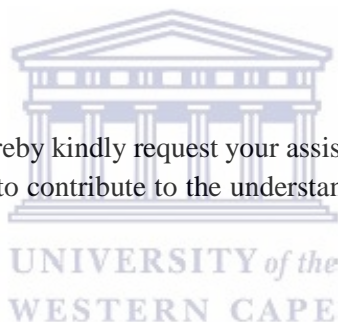 reby kindly request your assis
to contribute to the understan
UNIVERSITY of the
WESTERN CAPE